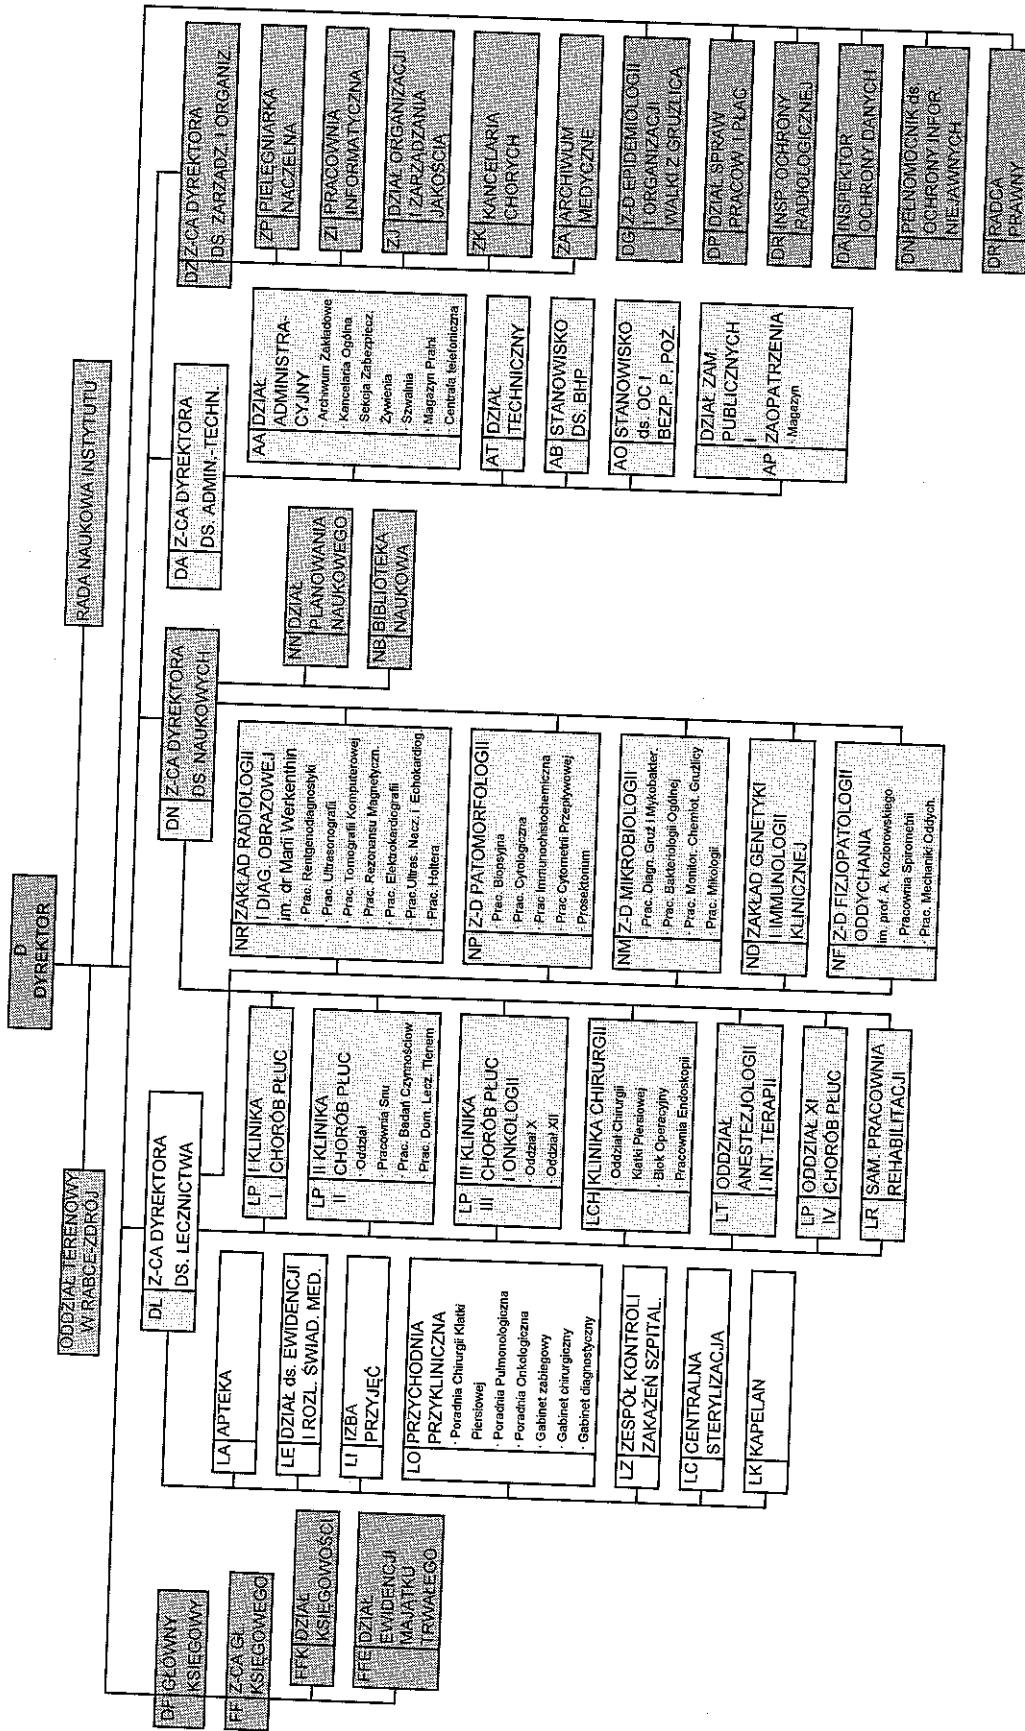 D
DYREKTOR
ODDZIAŁ TERENOWY
W RABCE-ZDRÓJ
RADA NAUKOWA INSTYTUTU
DF GŁÓWNY
KSIĘGOWY
FF Z-CA GŁ.
KSIĘGOWEGO
FFK DZIAŁ
KSIĘGOWOŚCI
FFE DZIAŁ
EWIDENCJI
MAJĄTKU
TRWAŁEGO
DL Z-CA DYREKTORA
DS. LECZNICTWA
LA APTEKA
LE DZIAŁ ds. EWIDENCJI
I ROZL. ŚWIAD. MED.
LI IZBA
PRZYJĘĆ
LO PRZYCHODNIA
PRZYKLINICZNA
· Poradnia Chirurgii Klatki
Piersiowej
· Poradnia Pulmonologiczna
· Poradnia Onkologiczna
· Gabinet zabiegowy
· Gabinet chirurgiczny
· Gabinet diagnostyczny
LZ ZESPÓŁ KONTROLI
ZAKAŻEŃ SZPITAL.
LC CENTRALNA
STERYLIZACJA
LK KAPELAN
LP I KLINIKA
I CHORÓB PŁUC
LP II KLINIKA
II CHORÓB PŁUC
· Oddział
· Pracownia Snu
· Prac. Badań Czynnościow
· Prac. Dom. Lecz. Tlenem
LP III KLINIKA
III CHORÓB PŁUC
I ONKOLOGII
· Oddział X
· Oddział XII
LCH KLINIKA CHIRURGII
· Oddział Chirurgii
Klatki Piersiowej
· Blok Operacyjny
· Pracownia Endoskopii
LT ODDZIAŁ
ANESTEZJOLOGII
I INT. TERAPII
LP ODDZIAŁ XI
IV CHORÓB PŁUC
LR SAM. PRACOWNIA
REHABILITACJI
DN Z-CA DYREKTORA
DS. NAUKOWYCH
NR ZAKŁAD RADIOLOGII
I DIAG. OBRAZOWEJ
im. dr Marii Werkenthin
· Prac. Rentgenodiagnostyki
· Prac. Ultrasonografii
· Prac. Tomografii Komputerowej
· Prac. Rezonansu Magnetyczn.
· Prac. Elektrokardiografii
· Prac. Ultras. Nacz. i Echokardiog.
· Prac. Holtera
NP Z-D PATOMORFOLOGII
· Prac. Biopsyjna
· Prac. Cytologiczna
· Prac Immunohistochemiczna
· Prac Cytometrii Przepływowej
· Prosektorium
NM Z-D MIKROBIOLOGII
· Prac. Diagn. Gruź i Mykobakter.
· Prac. Bakteriologii Ogólnej
· Prac. Monitor. Chemiot. Gruźlicy
· Prac. Mikologii
ND ZAKŁAD GENETYKI
I IMMUNOLOGII
KLINICZNEJ
NF Z-D FIZJOPATOLOGII
ODDYCHANIA
im. prof. A. Koziorowskiego
· Pracownia Spirometrii
· Prac. Mechaniki Oddych.
NN DZIAŁ
PLANOWANIA
NAUKOWEGO
NB BIBLIOTEKA
NAUKOWA
DA Z-CA DYREKTORA
DS. ADMIN.-TECHN.
AA DZIAŁ
ADMINISTRA-
CYJNY
· Archiwum Zakładowe
· Kancelaria Ogólna
· Sekcja Zabezpiecz.
Żywienia
· Szwalnia
· Magazyn Pralni
· Centrala telefoniczna
AT DZIAŁ
TECHNICZNY
AB STANOWISKO
DS. BHP
AO STANOWISKO
ds. OC I
BEZP. P. POŻ.
DZIAŁ ZAM.
PUBLICZNYCH
I
AP ZAOPATRZENIA
· Magazyn
DZ Z-CA DYREKTORA
DS. ZARZĄDZ. I ORGANIZ.
ZP PIELĘGNIARKA
NACZELNA
ZI PRACOWNIA
INFORMATYCZNA
ZJ DZIAŁ ORGANIZACJI
I ZARZĄDZANIA
JAKOŚCIĄ
ZK KANCELARIA
CHORYCH
ZA ARCHIWUM
MEDYCZNE
DG Z-D EPIDEMIOLOGII
I ORGANIZACJI
WALKI Z GRUŹLICĄ
DP DZIAŁ SPRAW
PRACOW. I PŁAC
DR INSP. OCHRONY
RADIOLOGICZNEJ
DA INSPEKTOR
OCHRONY DANYCH
DN PEŁNOMOCNIK ds
OCHRONY INFOR.
NIEJAWNYCH
DR RADCA
PRAWNY